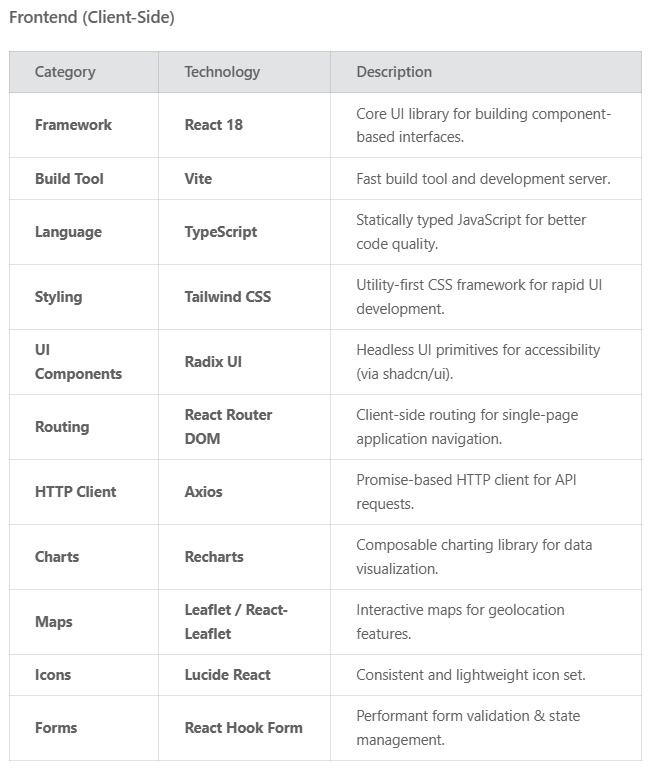 Frontend (Client-Side)
Category Technology Description
Framework React 18 Core UI library for building component-
based interfaces.
Build Tool Vite Fast build tool and development server.
Language TypeScript Statically typed JavaScript for better
code quality.
Styling Tailwind CSS Utility-first CSS framework for rapid UI
development.
UI
Components Radix UI Headless UI primitives for accessibility
(via shadcn/ui).
Routing React Router
DOM Client-side routing for single-page
application navigation.
HTTP Client Axios Promise-based HTTP client for API
requests.
Charts Recharts Composable charting library for data
visualization.
Maps Leaflet / React-
Leaflet Interactive maps for geolocation
features.
Icons Lucide React Consistent and lightweight icon set.
Forms React Hook Form Performant form validation & state
management.